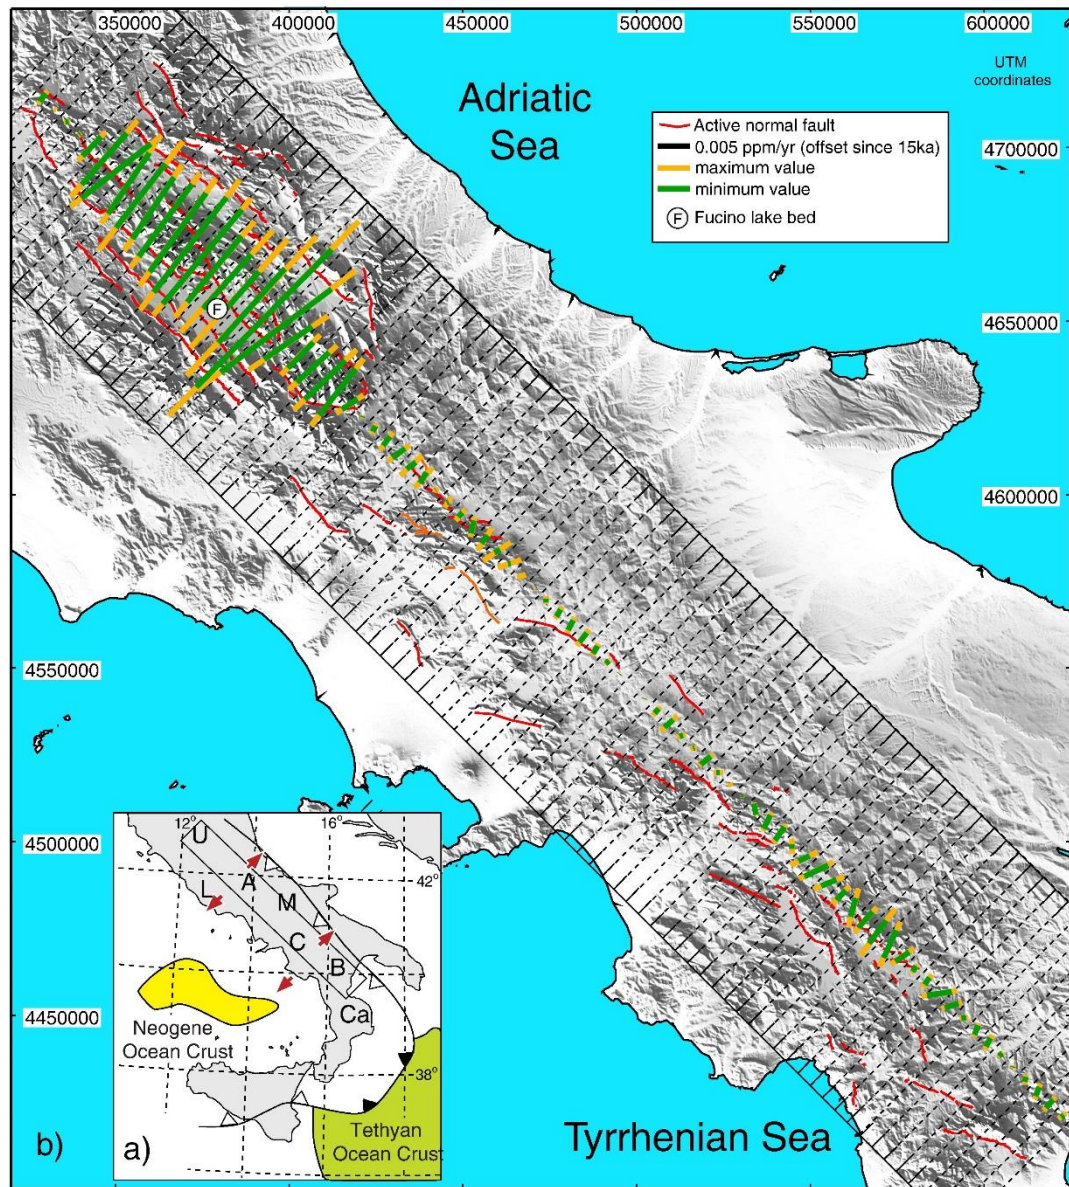 350000
400000
450000
500000
550000
600000
UTM
coordinates
Adriatic
Sea
Active normal fault
0.005 ppm/yr (offset since 15ka)
maximum value
minimum value
F Fucino lake bed
4700000
4650000
F
4600000
4550000
4500000
4450000
12°
16°
U
A
L
M
42°
C
B
Ca
Neogene
Ocean Crust
38°
Tethyan
Ocean Crust
b)
a)
Tyrrhenian Sea